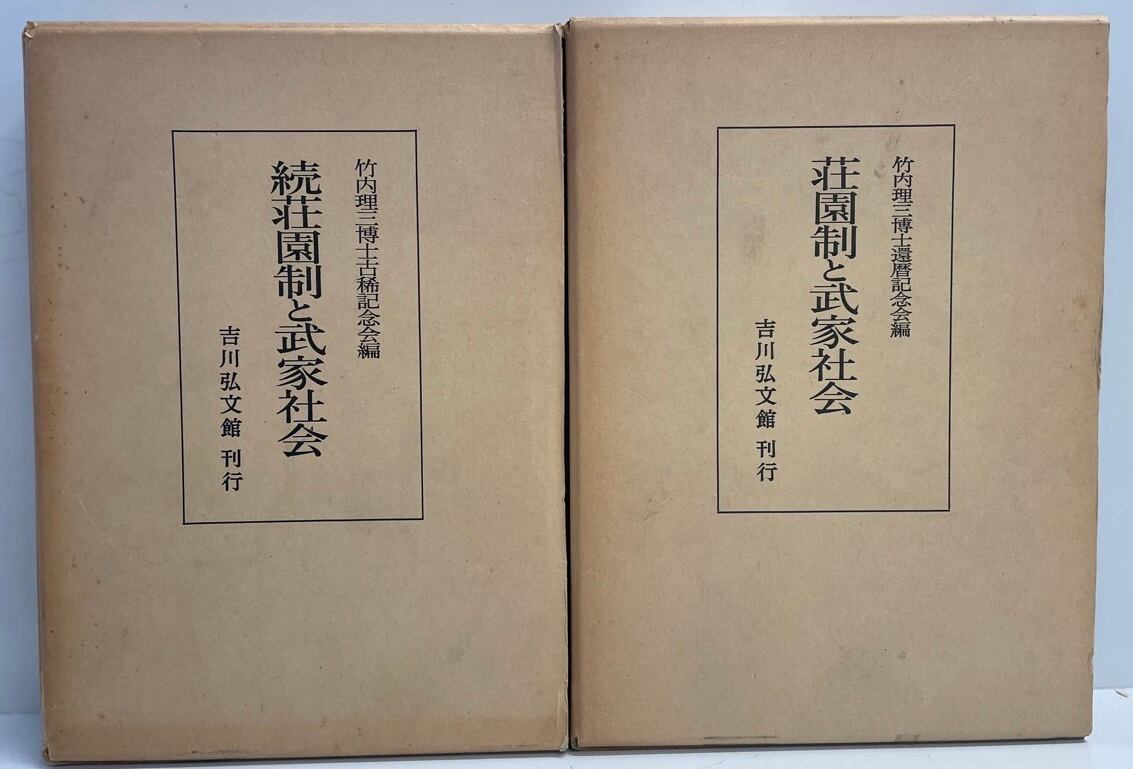 竹内理三博士還暦記念会編
荘園制と武家社会
吉川弘文館 刊行
竹内理三博士古稀記念会編
続荘園制と武家社会
吉川弘文館 刊行